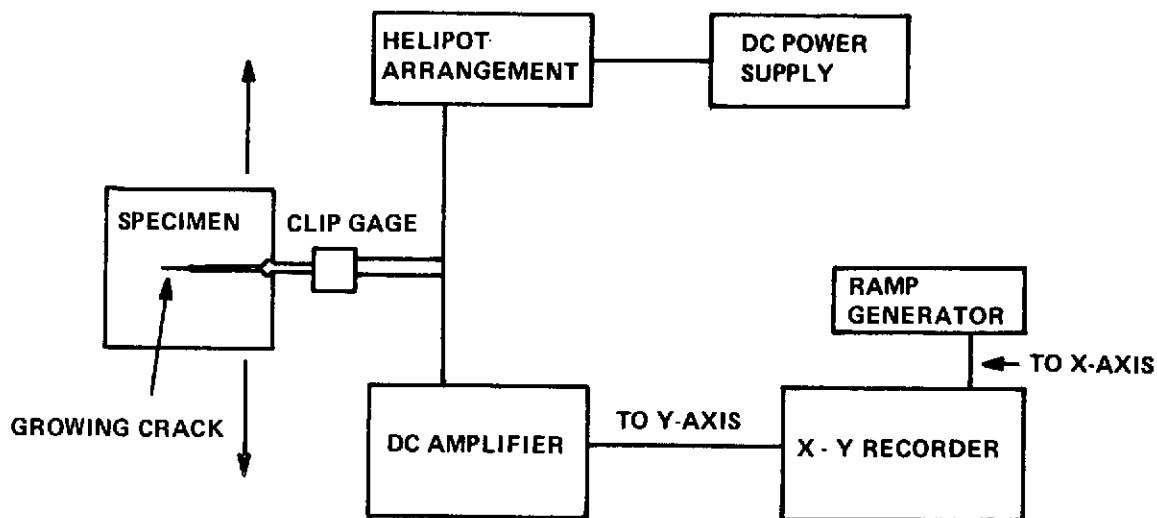 HELIPOT
ARRANGEMENT
DC POWER
SUPPLY
SPECIMEN
CLIP GAGE
RAMP
GENERATOR
TO X-AXIS
GROWING CRACK
DC AMPLIFIER
TO Y-AXIS
X - Y RECORDER